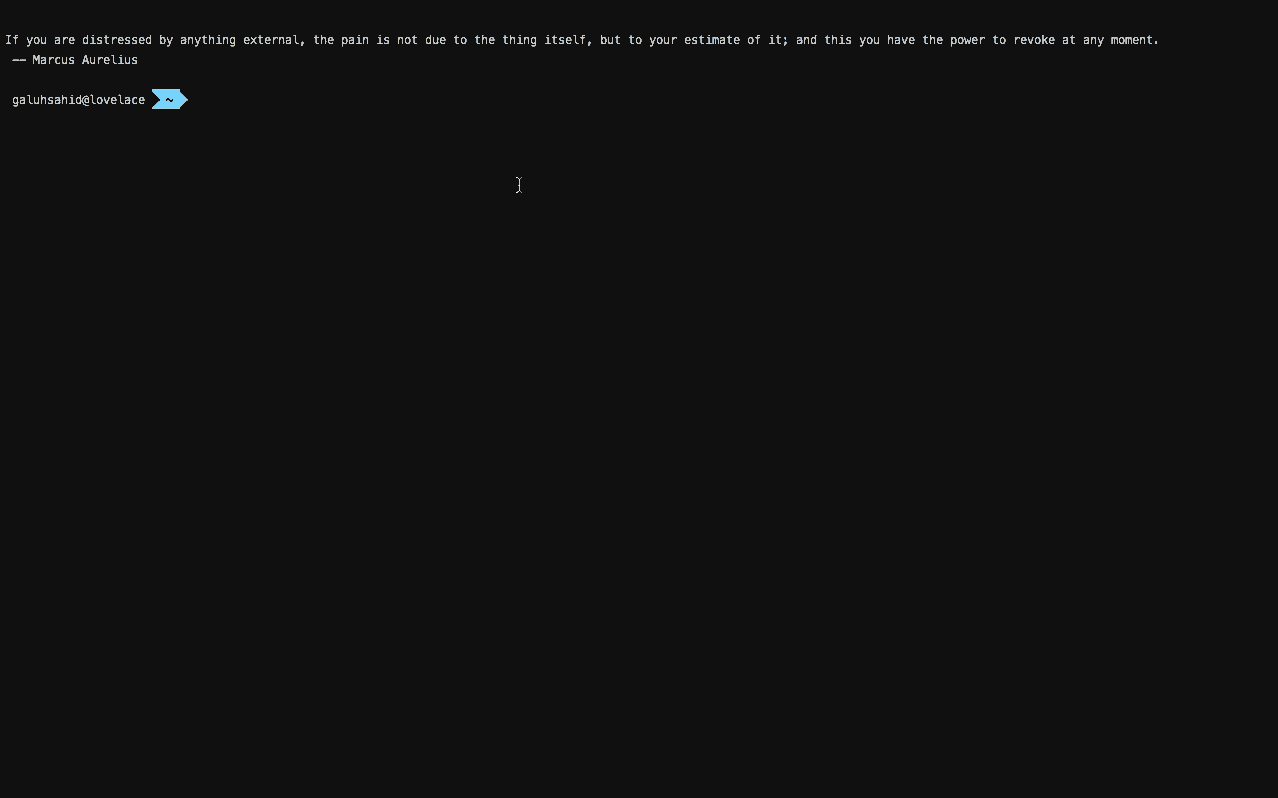 If you are distressed by anything external, the pain is not due to the thing itself, but to your estimate of it; and this you have the power to revoke at any moment.
-- Marcus Aurelius
galuhsahid@lovelace ~